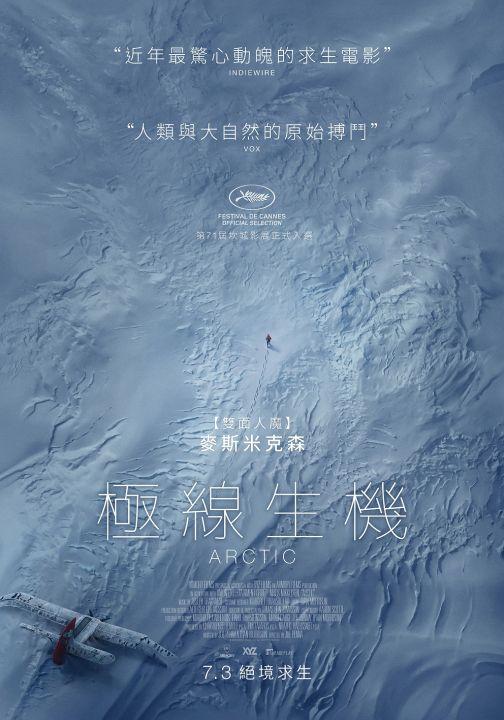 “近年最驚心動魄的求生電影”
INDIEWIRE
“人類與大自然的原始搏鬥”
VOX
FESTIVAL DE CANNES
OFFICIAL SELECTION
第71屆坎城影展正式入選
【雙面人魔】
麥斯米克森
極線生機
ARCTIC
XYZ
7.3 絕境求生